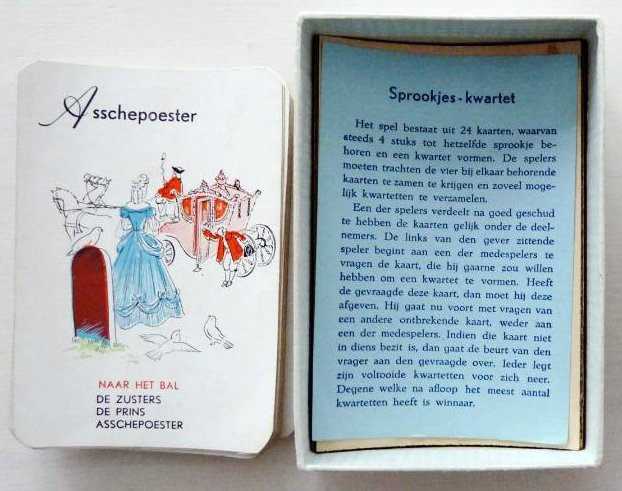 Asschepoester
NAAR HET BAL
DE ZUSTERS
DE PRINS
ASSCHEPOESTER
Sprookjes-kwartet
Het spel bestaat uit 24 kaarten, waarvan
steeds 4 stuks tot hetzelfde sprookje be-
horen en een kwartet vormen. De spelers
moeten trachten de vier bij elkaar behorende
kaarten te zamen te krijgen en zoveel moge-
lijk kwartetten te verzamelen.
Een der spelers verdeelt na goed geschud
te hebben de kaarten gelijk onder de deel-
nemers. De links van den gever zittende
speler begint aan een der medespelers te
vragen de kaart, die hij gaarne zou willen
hebben om een kwartet te vormen. Heeft
de gevraagde deze kaart, dan moet hij deze
afgeven. Hij gaat nu voort met vragen van
een andere ontbrekende kaart, weder aan
een der medespelers. Indien die kaart niet
in diens bezit is, dan gaat de beurt van den
vrager aan den gevraagde over. Ieder legt
zijn voltooide kwartetten voor zich neer.
Degene welke na afloop het meest aantal
kwartetten heeft is winnaar.